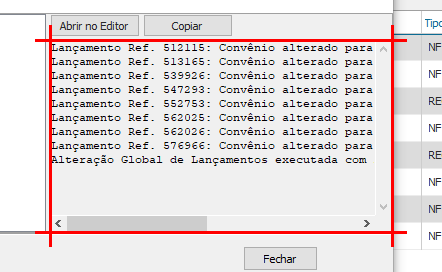 Abrir no Editor Copiar
Tipo
Lançamento Ref. 512115: Convênio alterado para
Lançamento Ref. 513165: Convênio alterado para
Lançamento Ref. 539926: Convênio alterado para
Lançamento Ref. 547293: Convênio alterado para
Lançamento Ref. 552753: Convênio alterado para
Lançamento Ref. 562025: Convênio alterado para
Lançamento Ref. 562026: Convênio alterado para
Lançamento Ref. 576966: Convênio alterado para
Alteração Global de Lançamentos executada com
NF
NF
RE
NF
RE
NF
NF
NF
Fechar